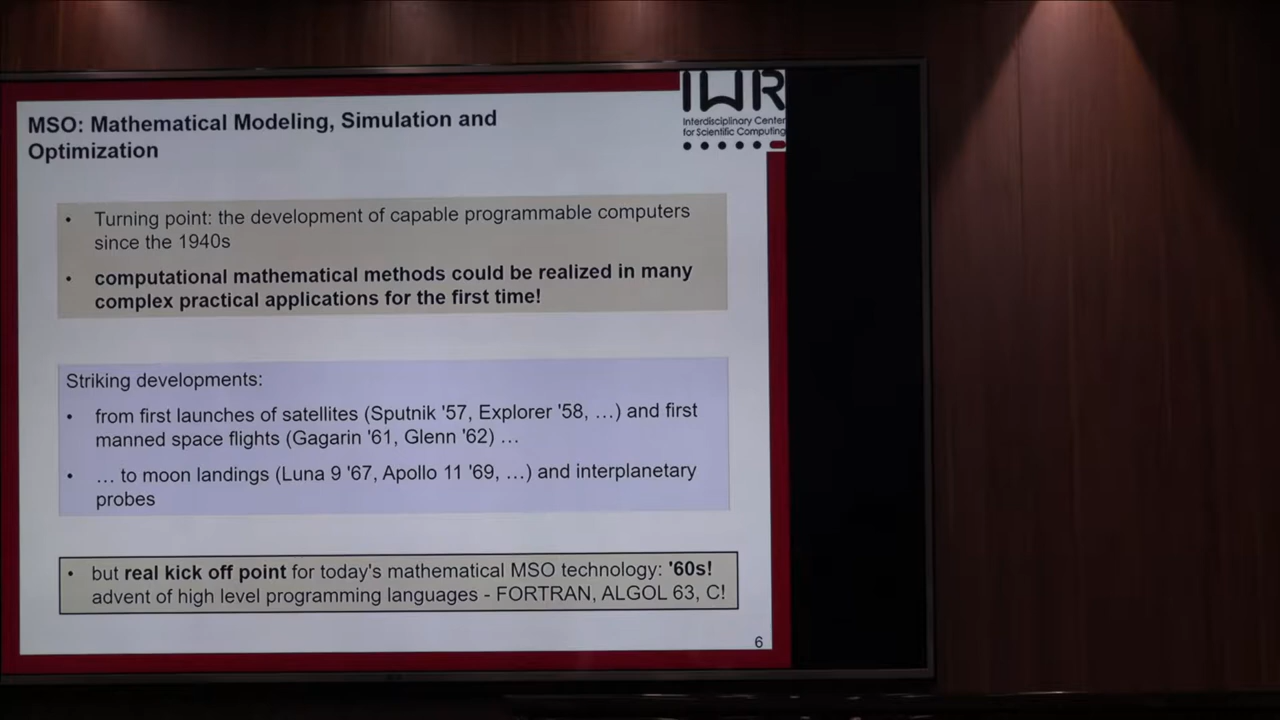 IWR
Interdisciplinary Center
for Scientific Computing
MSO: Mathematical Modeling, Simulation and
Optimization
• Turning point: the development of capable programmable computers
since the 1940s
• computational mathematical methods could be realized in many
complex practical applications for the first time!
Striking developments:
• from first launches of satellites (Sputnik '57, Explorer '58, …) and first
manned space flights (Gagarin '61, Glenn '62) …
• … to moon landings (Luna 9 '67, Apollo 11 '69, …) and interplanetary
probes
• but real kick off point for today's mathematical MSO technology: '60s!
advent of high level programming languages - FORTRAN, ALGOL 63, C!
6